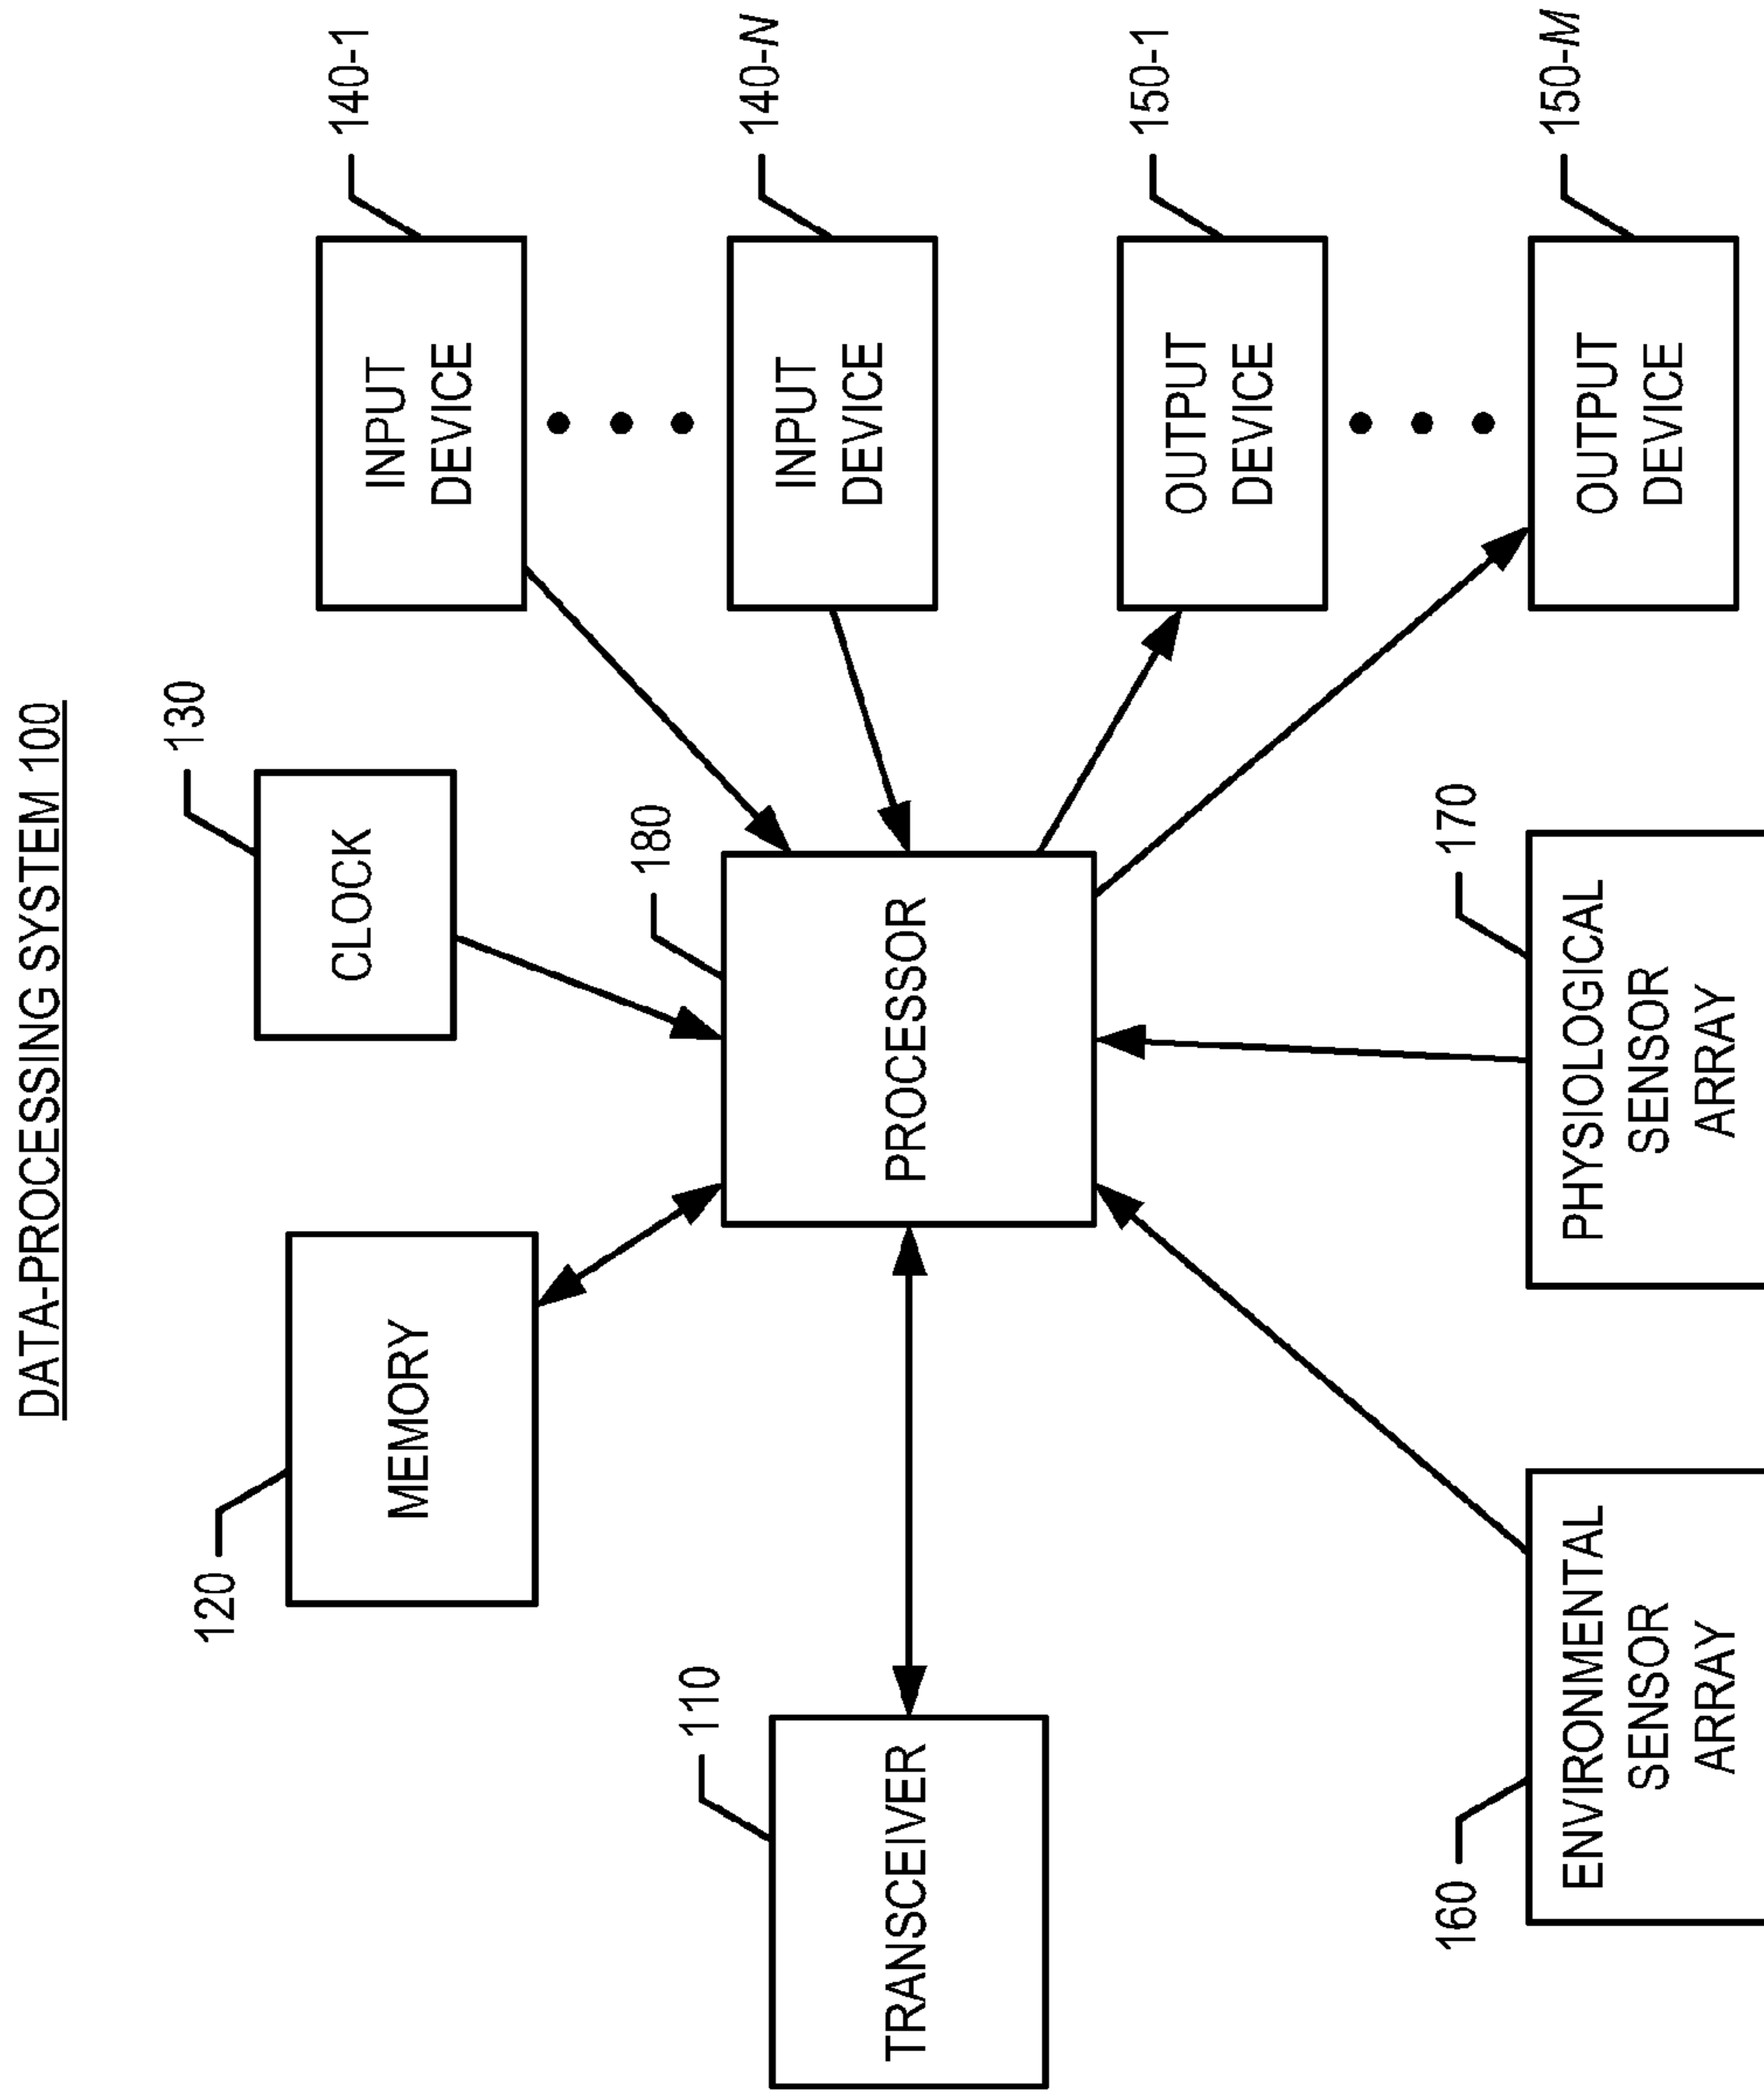 DATA-PROCESSING SYSTEM 100
130
CLOCK
120
MEMORY
140-1
INPUT
DEVICE
110
TRANSCEIVER
180
PROCESSOR
140-N
INPUT
DEVICE
150-1
OUTPUT
DEVICE
160
ENVIRONMENTAL
SENSOR
ARRAY
170
PHYSIOLOGICAL
SENSOR
ARRAY
150-M
OUTPUT
DEVICE